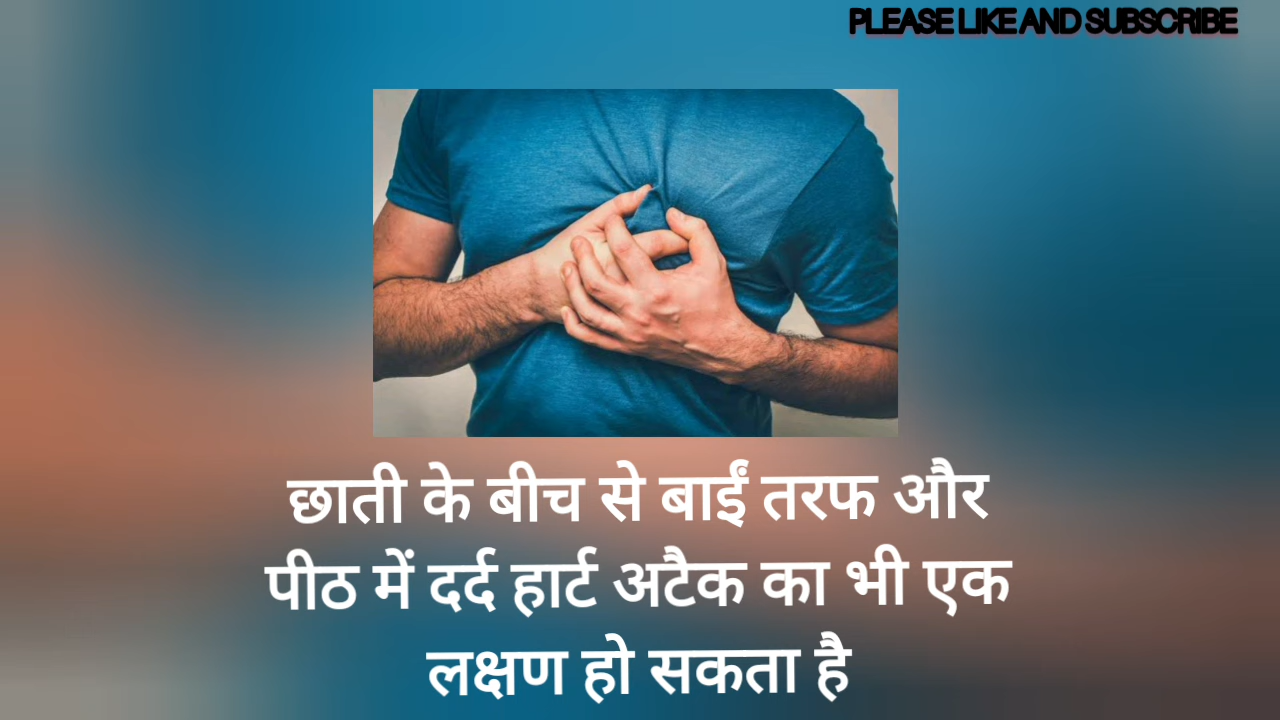 PLEASE LIKE AND SUBSCRIBE
छाती के बीच से बाईं तरफ और
पीठ में दर्द हार्ट अटैक का भी एक
लक्षण हो सकता है